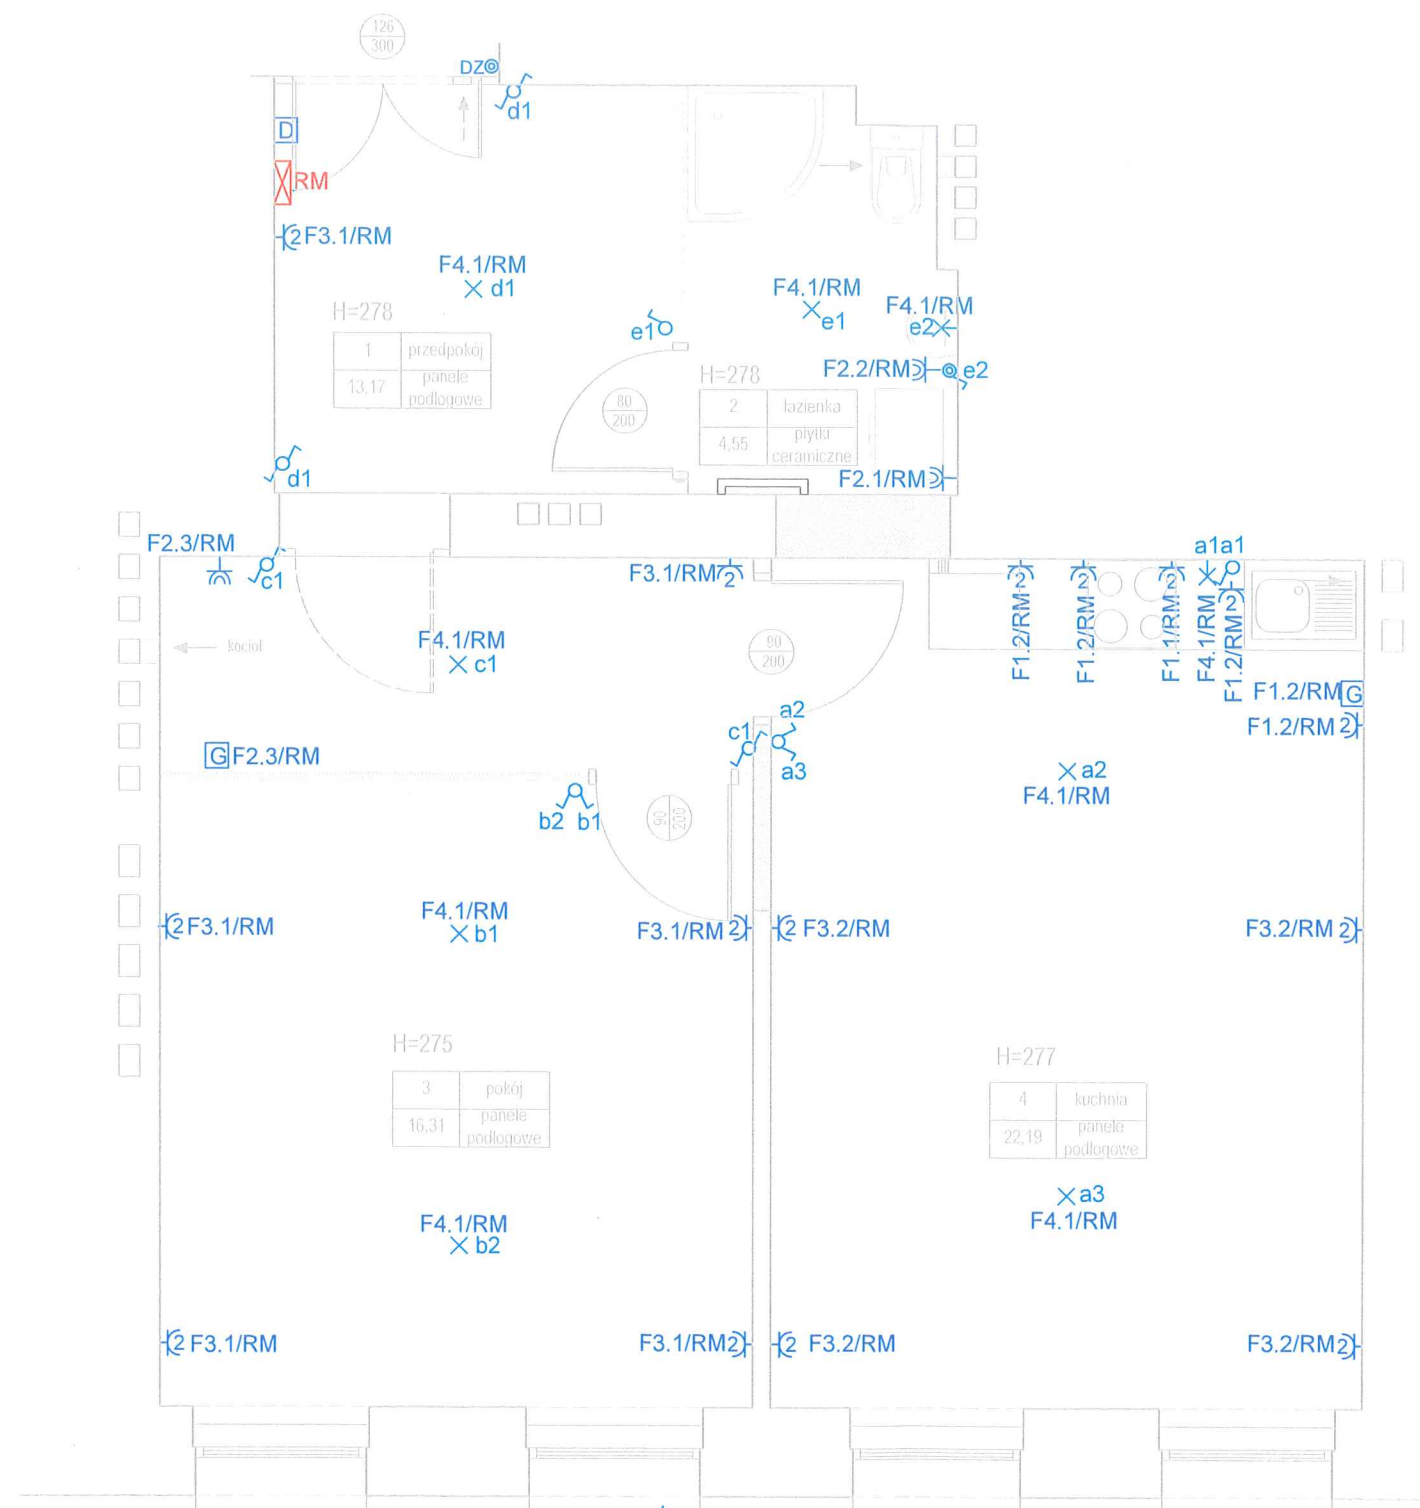 126
300
DZ
d1
D
RM
2 F3.1/RM
F4.1/RM
d1
F4.1/RM
e1
F4.1/RM
e2
e1
H=278
1 przedpokój
13,17 panele
podłogowe
80
200
F2.2/RM
e2
H=278
2 łazienka
4,55 płytki
ceramiczne
d1
F2.1/RM
F2.3/RM
c1
F3.1/RM 2
a1 a1
2
2
2
2
F1.2/RM
F1.2/RM
F1.1/RM
F4.1/RM
F1.2/RM
kocioł
F4.1/RM
c1
90
200
F1.2/RM G
F1.2/RM 2
a2
c1
a3
G F2.3/RM
a2
F4.1/RM
b2 b1
90
200
F4.1/RM
b1
2 F3.1/RM
F3.1/RM 2
2 F3.2/RM
F3.2/RM 2
H=275
3 pokój
16,31 panele
podłogowe
H=277
4 kuchnia
22,19 panele
podłogowe
F4.1/RM
b2
a3
F4.1/RM
2 F3.1/RM
F3.1/RM 2
2 F3.2/RM
F3.2/RM 2